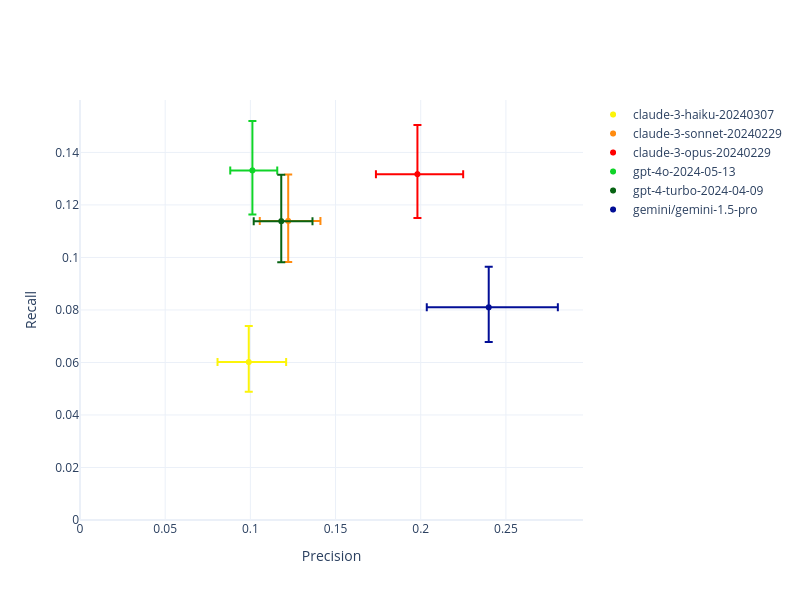 claude-3-haiku-20240307
claude-3-sonnet-20240229
claude-3-opus-20240229
gpt-4o-2024-05-13
gpt-4-turbo-2024-04-09
gemini/gemini-1.5-pro
0.14
0.12
0.1
0.08
0.06
0.04
0.02
0
Recall
0
0.05
0.1
0.15
0.2
0.25
Precision